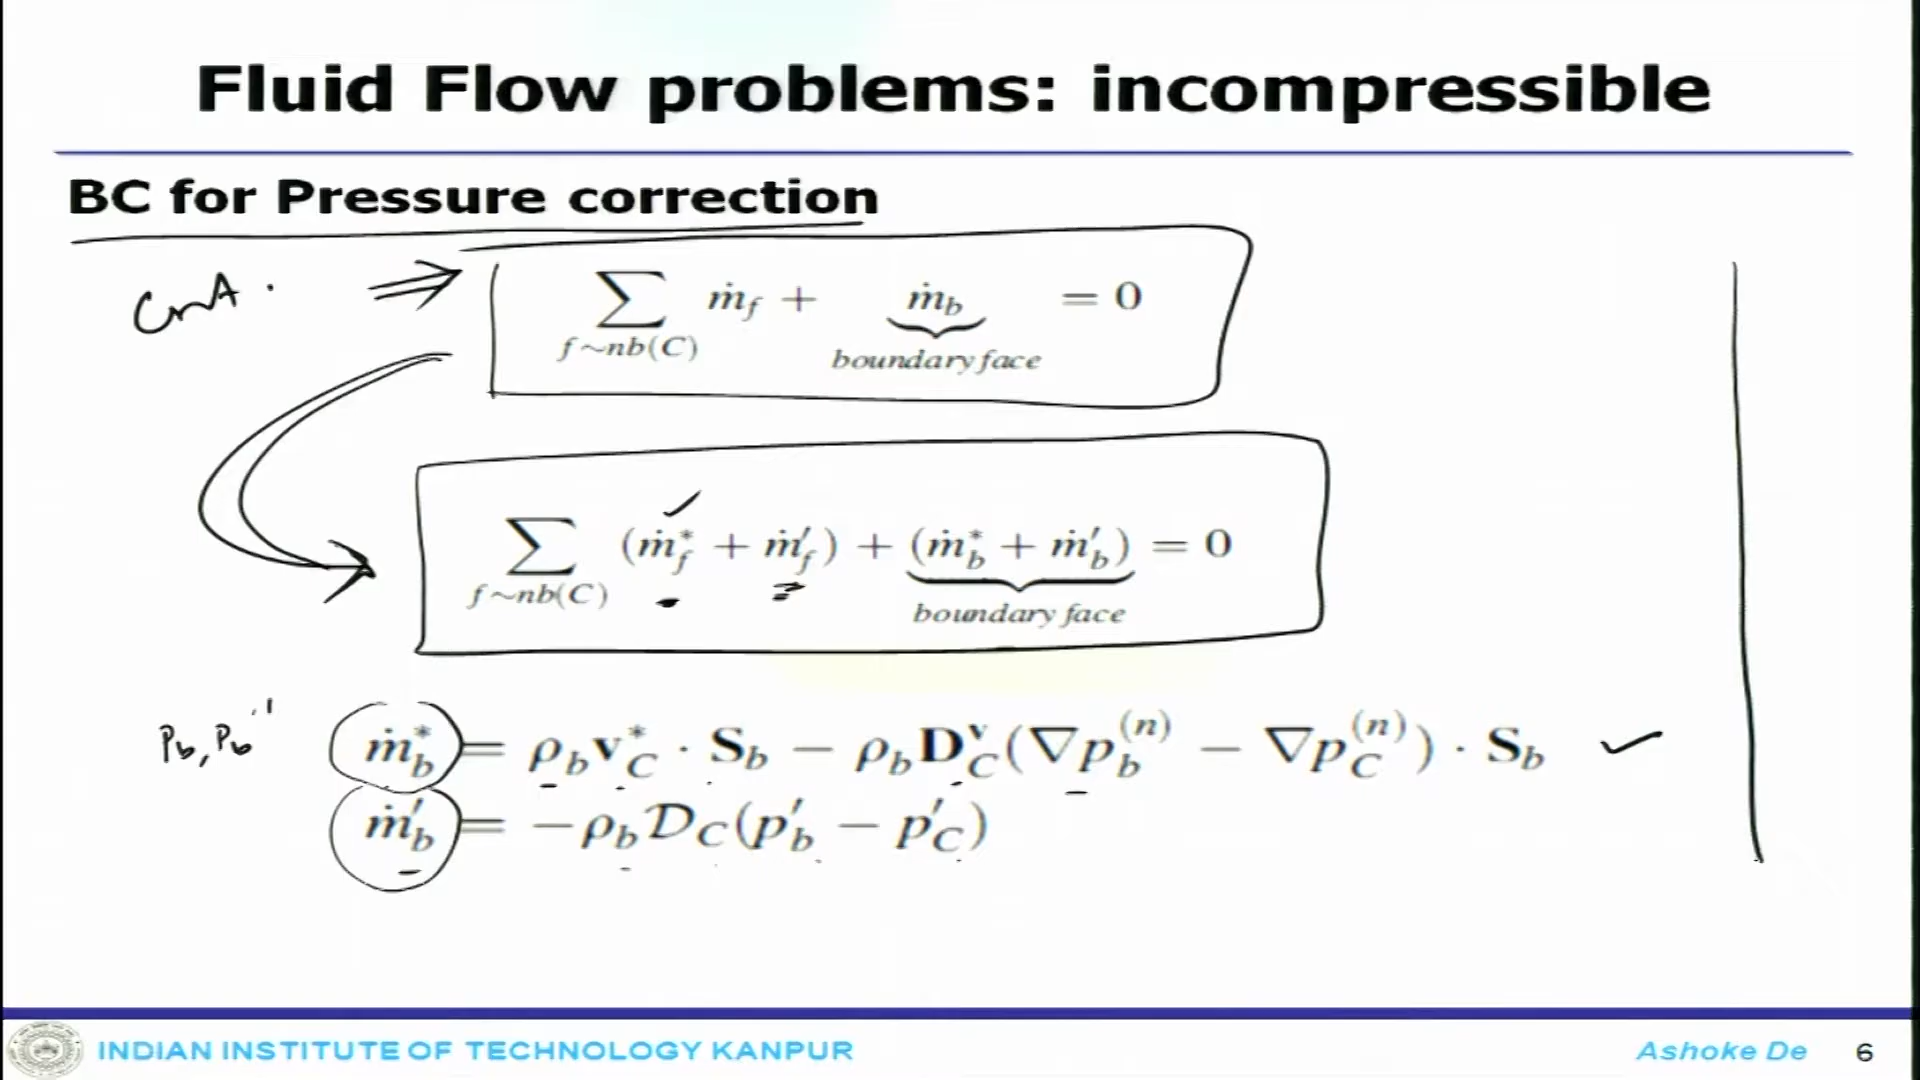 Fluid Flow problems: incompressible
BC for Pressure correction
∑ ṁ_f + ṁ_b = 0
f~nb(C)
boundary face
∑ (ṁ*_f + ṁ′_f) + (ṁ*_b + ṁ′_b) = 0
f~nb(C)
boundary face
P_b, P_b′
ṁ*_b = ρ_b v*_C · S_b − ρ_b D^v_C (∇p_b^(n) − ∇p_C^(n)) · S_b
ṁ′_b = −ρ_b 𝒟_C (p′_b − p′_C)
INDIAN INSTITUTE OF TECHNOLOGY KANPUR
Ashoke De 6